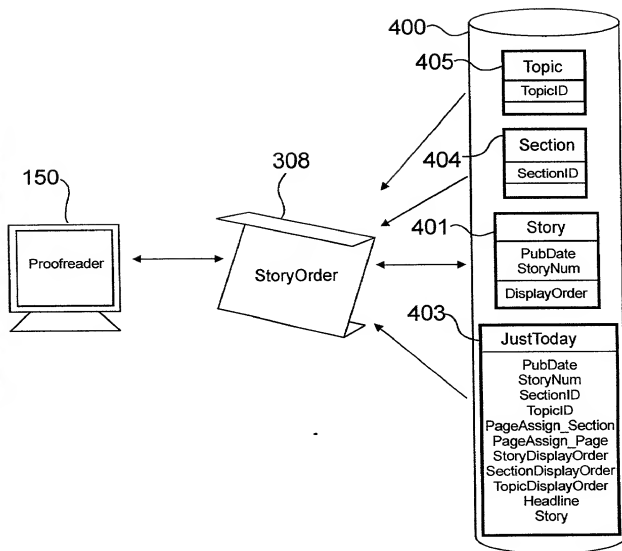 400
405
Topic
TopicID
404
Section
SectionID
150
308
401
Story
PubDate
StoryNum
DisplayOrder
Proofreader
StoryOrder
403
JustToday
PubDate
StoryNum
SectionID
TopicID
PageAssign_Section
PageAssign_Page
StoryDisplayOrder
SectionDisplayOrder
TopicDisplayOrder
Headline
Story